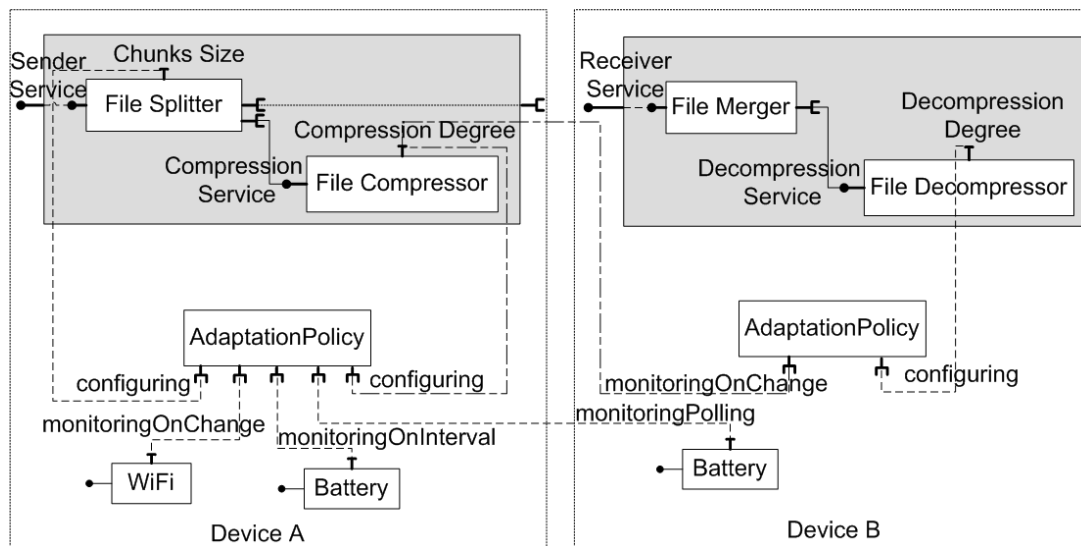 Sender
Service
Chunks Size
File Splitter
Compression Degree
Compression
Service
File Compressor
Receiver
Service
File Merger
Decompression
Degree
Decompression
Service
File Decompressor
AdaptationPolicy
configuring
configuring
monitoringOnChange
monitoringOnInterval
WiFi
Battery
Device A
AdaptationPolicy
monitoringOnChange
configuring
monitoringPolling
Battery
Device B